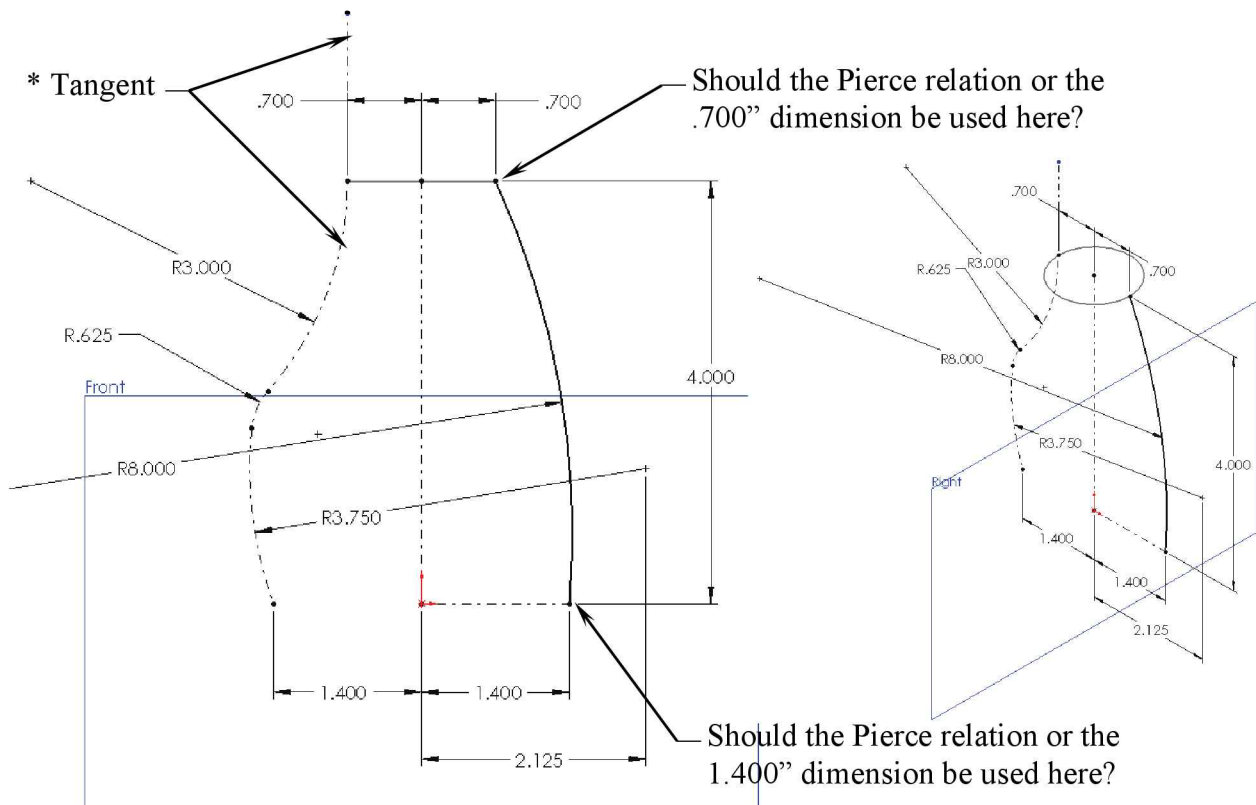 * Tangent
.700
.700
Should the Pierce relation or the
.700” dimension be used here?
R3.000
R.625
Front
R8.000
R3.750
4.000
1.400
1.400
2.125
Should the Pierce relation or the
1.400” dimension be used here?
.700
.700
R.625
R3.000
R8.000
R3.750
4.000
Right
1.400
1.400
2.125